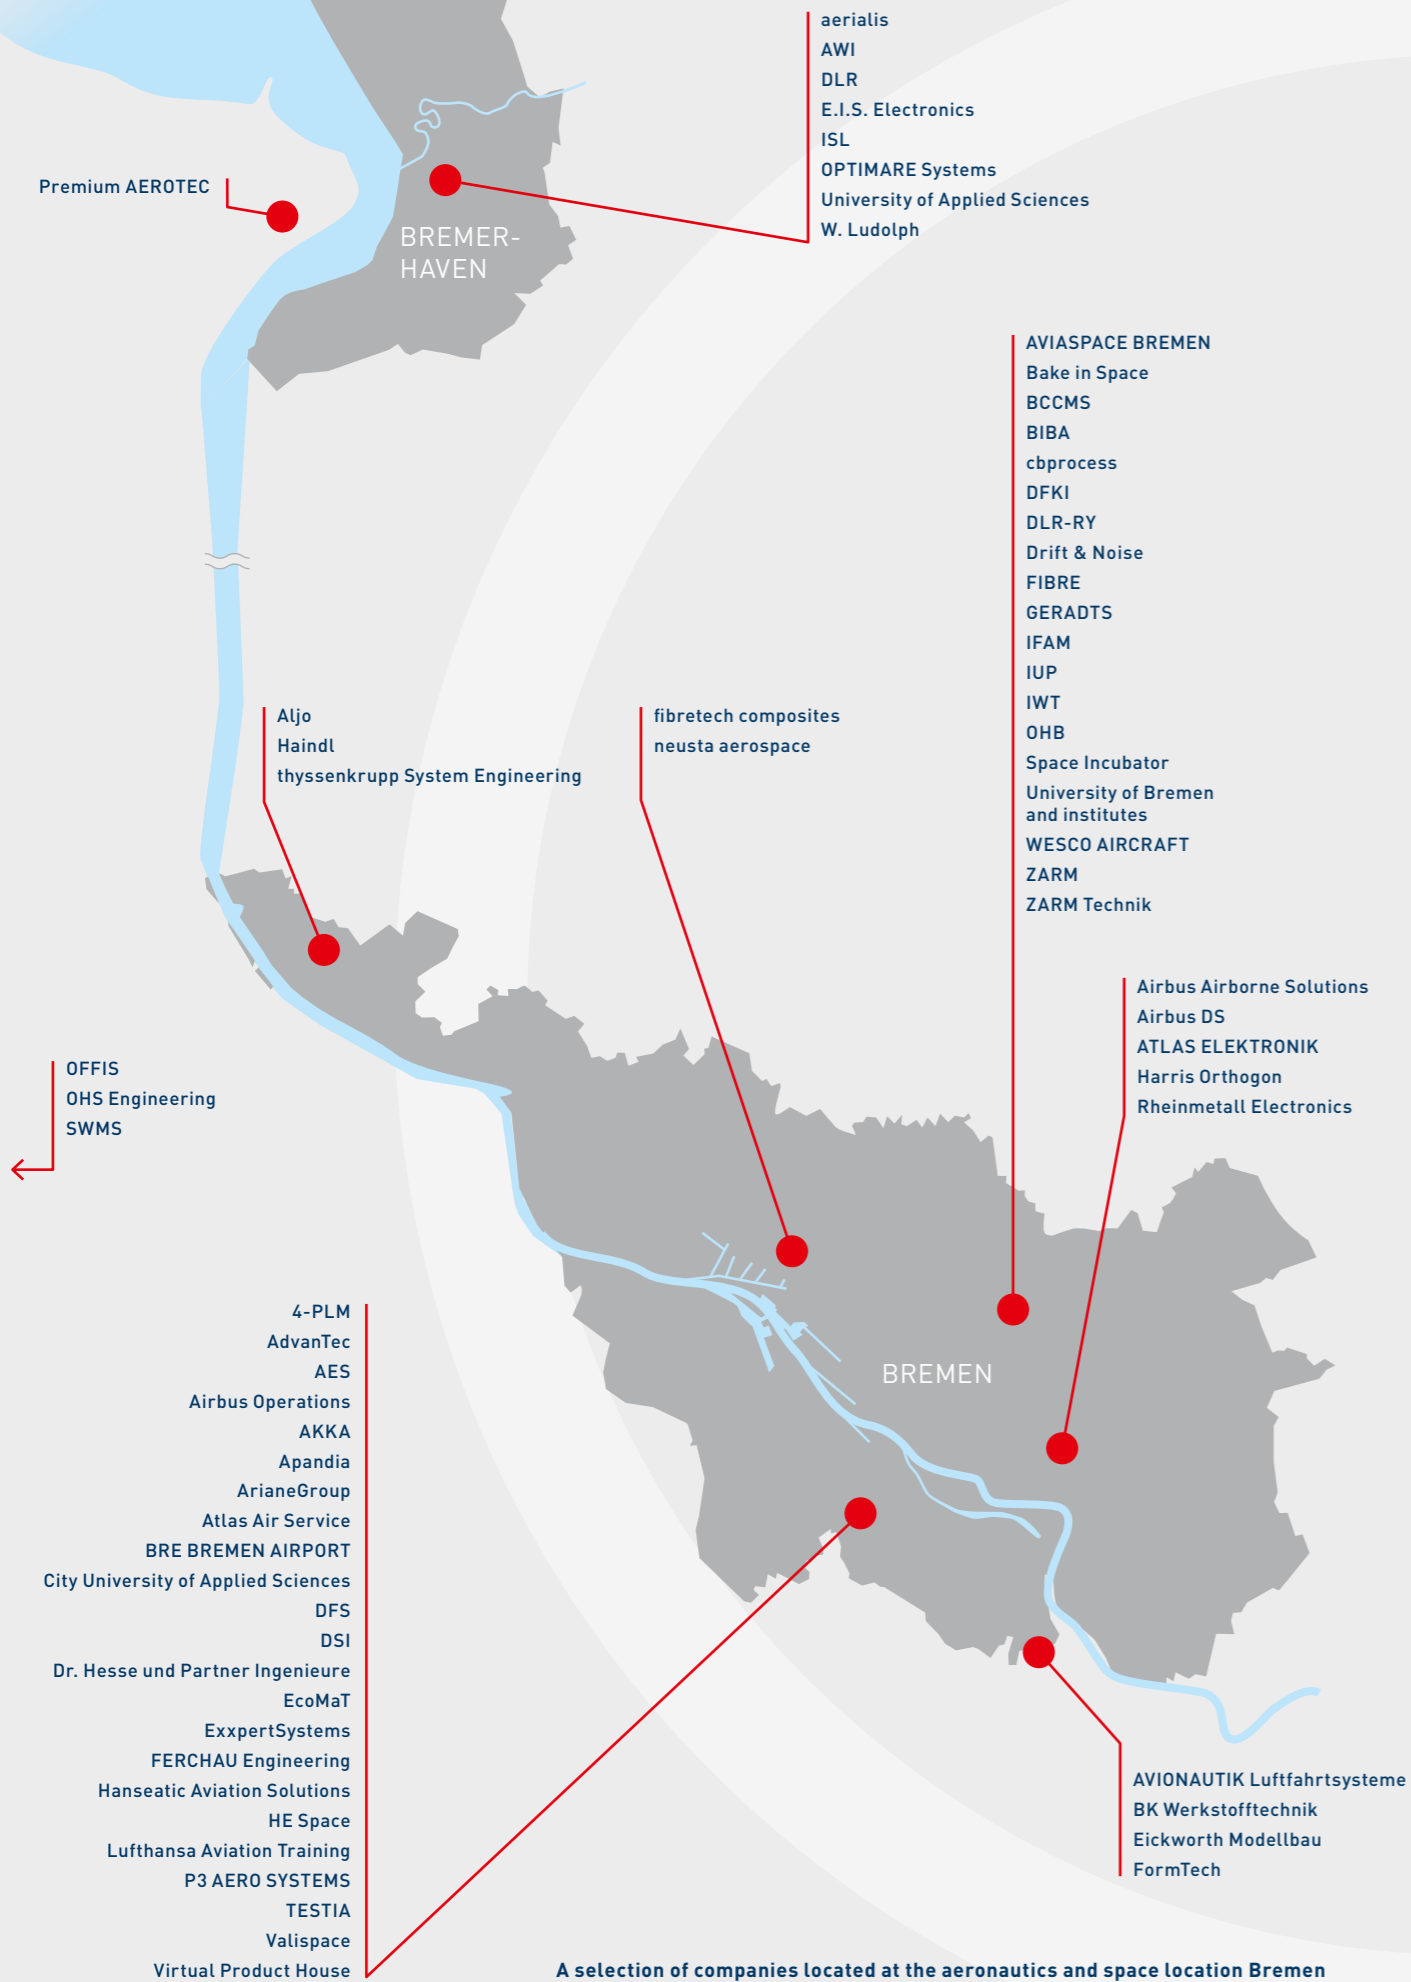 aerialis
AWI
DLR
E.I.S. Electronics
ISL
OPTIMARE Systems
University of Applied Sciences
W. Ludolph
Premium AEROTEC
BREMER-
HAVEN
AVIASPACE BREMEN
Bake in Space
BCCMS
BIBA
cbprocess
DFKI
DLR-RY
Drift & Noise
FIBRE
GERADTS
IFAM
IUP
IWT
OHB
Space Incubator
University of Bremen
and institutes
WESCO AIRCRAFT
ZARM
ZARM Technik
Aljo
Haindl
thyssenkrupp System Engineering
fibretech composites
neusta aerospace
Airbus Airborne Solutions
Airbus DS
ATLAS ELEKTRONIK
Harris Orthogon
Rheinmetall Electronics
OFFIS
OHS Engineering
SWMS
BREMEN
4-PLM
AdvanTec
AES
Airbus Operations
AKKA
Apandia
ArianeGroup
Atlas Air Service
BRE BREMEN AIRPORT
City University of Applied Sciences
DFS
DSI
Dr. Hesse und Partner Ingenieure
EcoMaT
ExxpertSystems
FERCHAU Engineering
Hanseatic Aviation Solutions
HE Space
Lufthansa Aviation Training
P3 AERO SYSTEMS
TESTIA
Valispace
Virtual Product House
AVIONAUTIK Luftfahrtsysteme
BK Werkstofftechnik
Eickworth Modellbau
FormTech
A selection of companies located at the aeronautics and space location Bremen